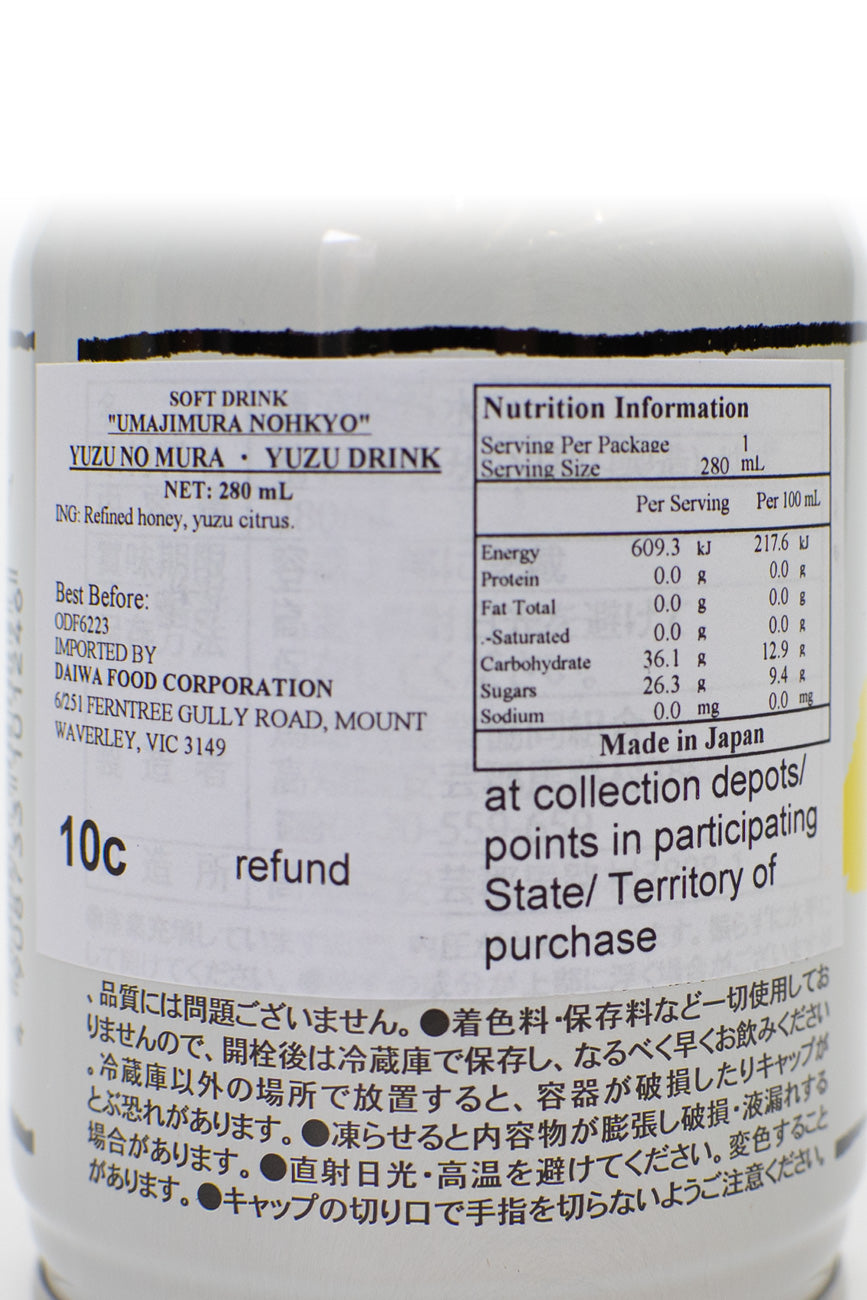 SOFT DRINK
"UMAJIMURA NOHKYO"
YUZU NO MURA · YUZU DRINK
NET: 280 mL
ING: Refined honey, yuzu citrus.
Best Before:
ODF6223
IMPORTED BY
DAIWA FOOD CORPORATION
6/251 FERNTREE GULLY ROAD, MOUNT
WAVERLEY, VIC 3149
10c refund
Nutrition Information
Serving Per Package 1
Serving Size 280 mL
Per Serving Per 100 mL
Energy 609.3 kJ 217.6 kJ
Protein 0.0 g 0.0 g
Fat Total 0.0 g 0.0 g
.-Saturated 0.0 g 0.0 g
Carbohydrate 36.1 g 12.9 g
Sugars 26.3 g 9.4 g
Sodium 0.0 mg 0.0 mg
Made in Japan
at collection depots/
points in participating
State/ Territory of
purchase
、品質には問題ございません。●着色料・保存料など一切使用してお
りませんので、開栓後は冷蔵庫で保存し、なるべく早くお飲みください
。冷蔵庫以外の場所で放置すると、容器が破損したりキャップが
とぶ恐れがあります。●凍らせると内容物が膨張し破損・液漏れする
場合があります。●直射日光・高温を避けてください。変色すること
があります。●キャップの切り口で手指を切らないようご注意ください。